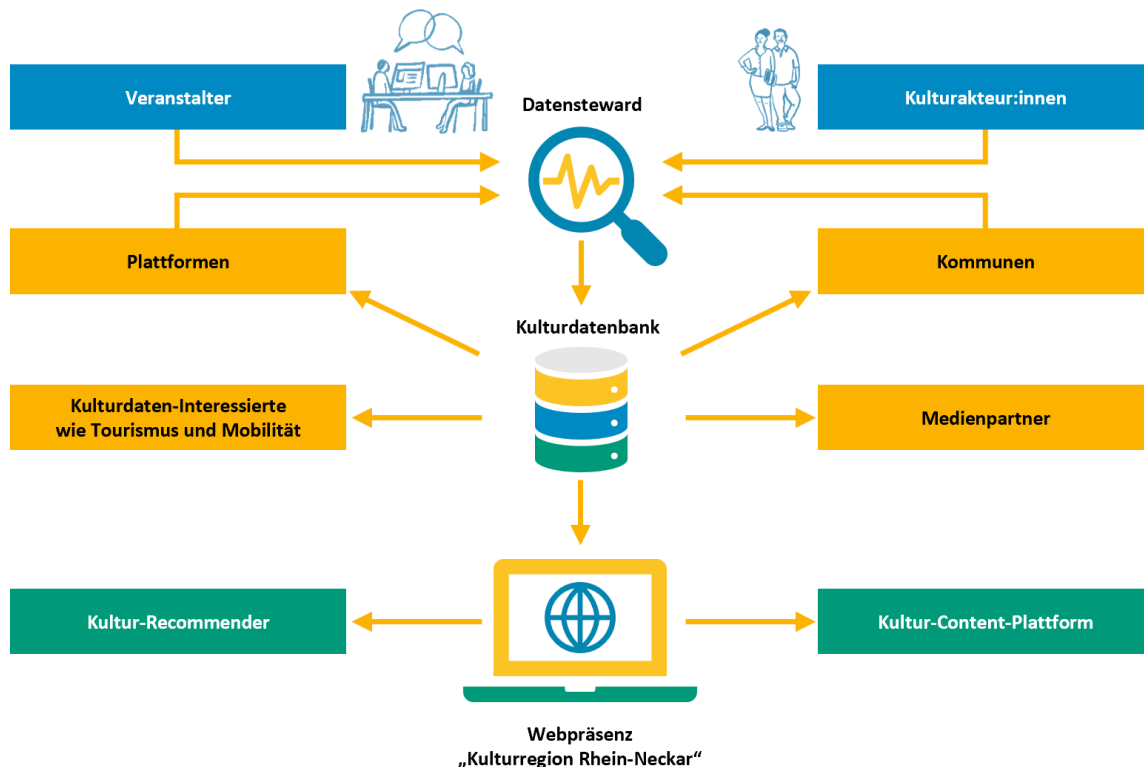 Veranstalter
Datensteward
Kulturakteur:innen
Plattformen
Kommunen
Kulturdatenbank
Kulturdaten-Interessierte
wie Tourismus und Mobilität
Medienpartner
Kultur-Recommender
Kultur-Content-Plattform
Webpräsenz
„Kulturregion Rhein-Neckar“